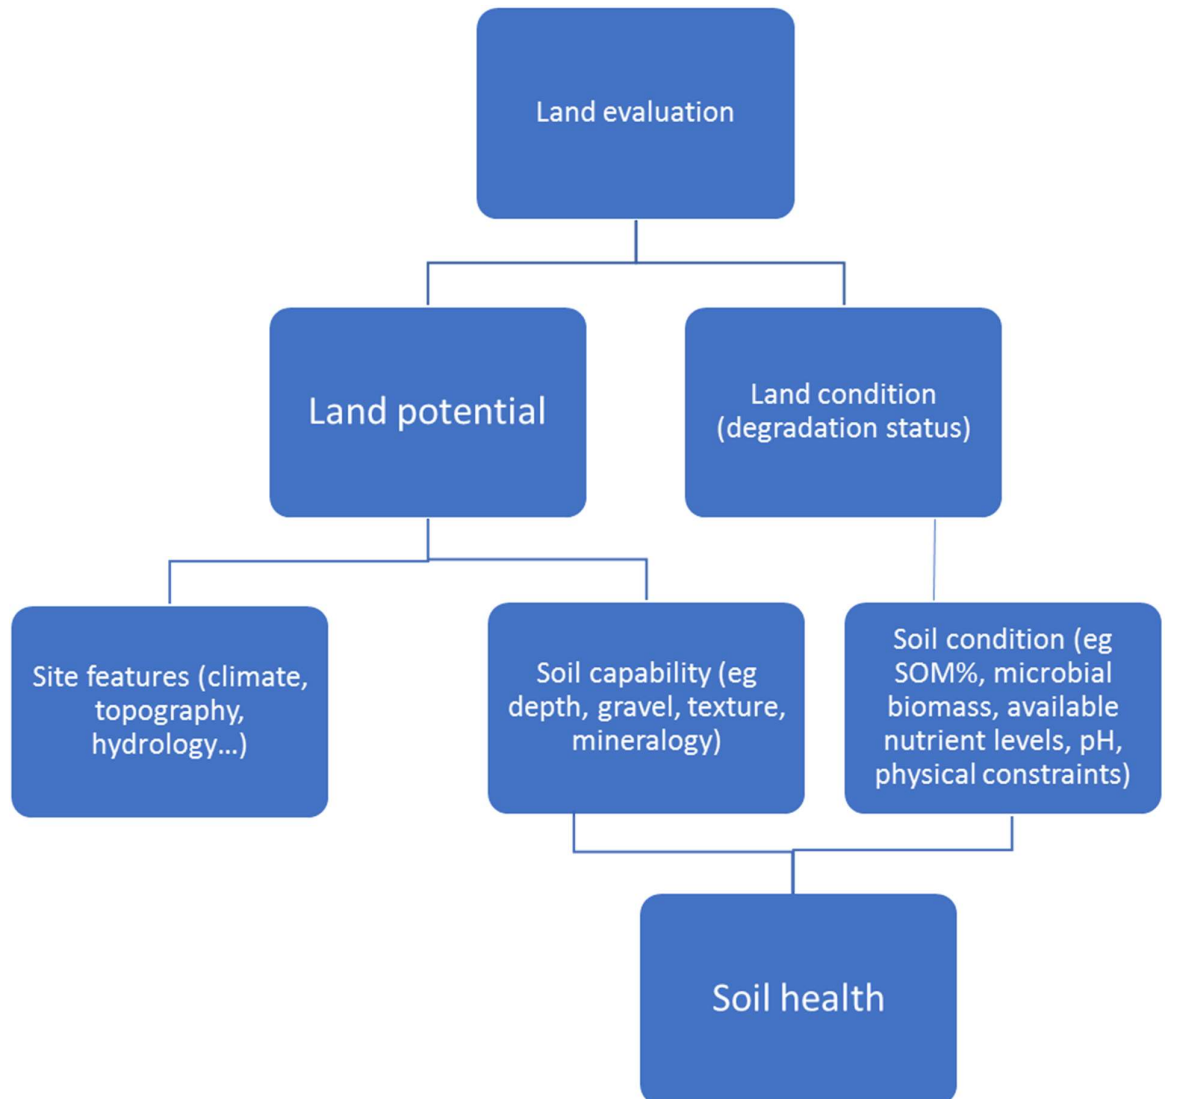 Land evaluation
Land potential
Land condition
(degradation status)
Site features (climate,
topography,
hydrology...)
Soil capability (eg
depth, gravel, texture,
mineralogy)
Soil condition (eg
SOM%, microbial
biomass, available
nutrient levels, pH,
physical constraints)
Soil health